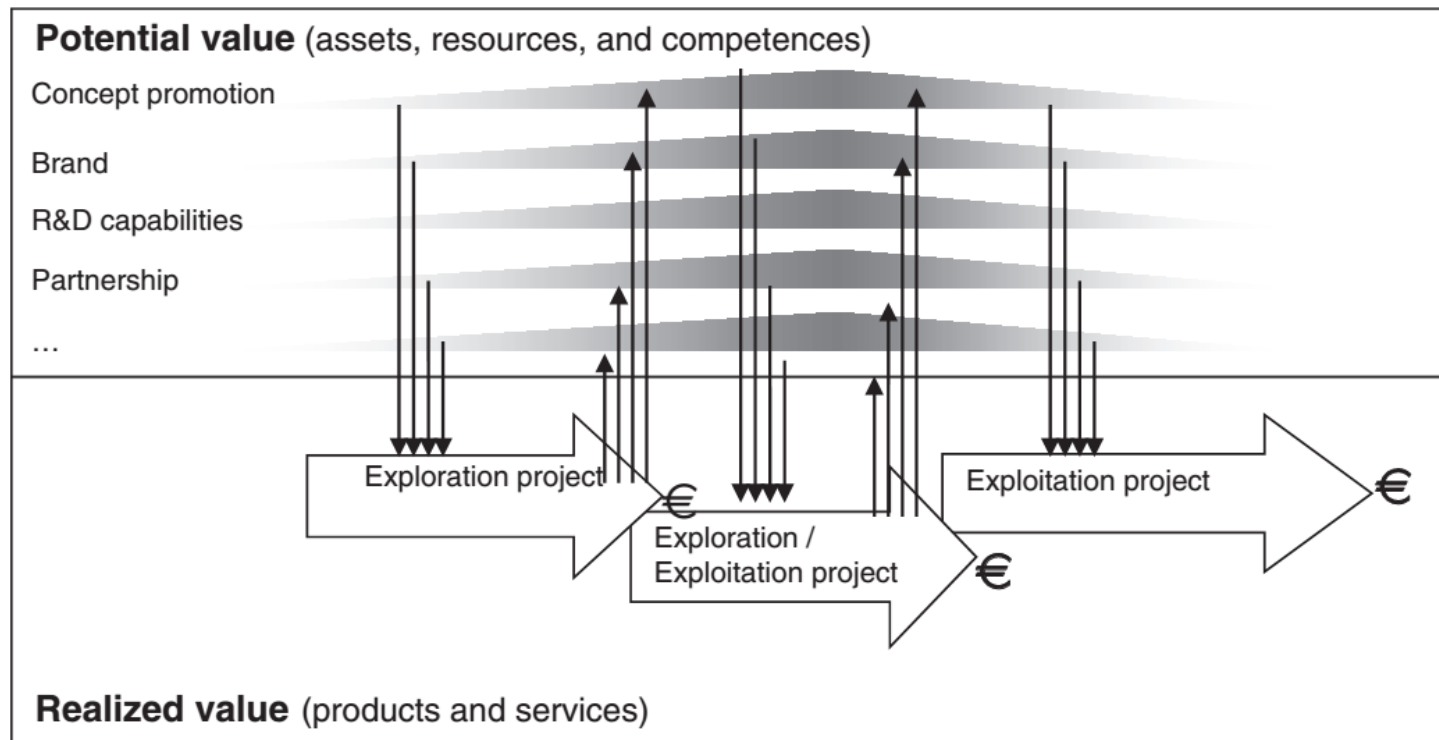 Potential value (assets, resources, and competences)
Concept promotion
Brand
R&D capabilities
Partnership
...
Exploration project
€
Exploration /
Exploitation project
€
Exploitation project
€
Realized value (products and services)